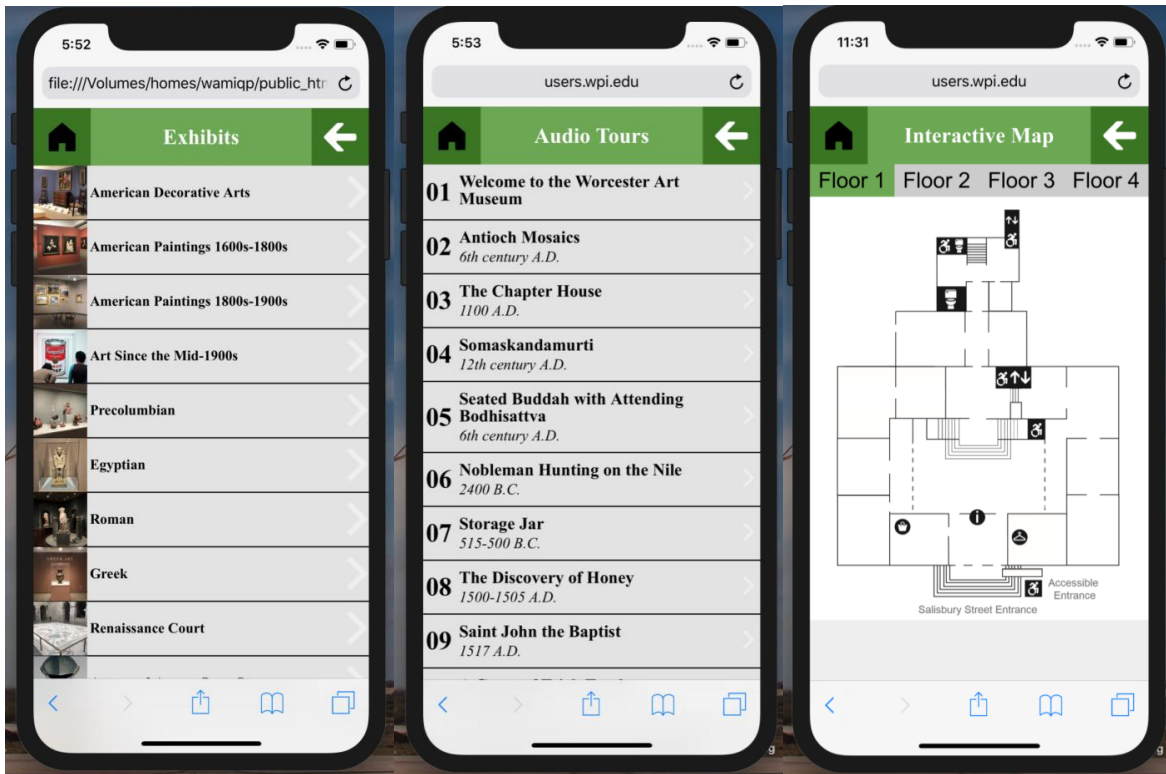 5:52
file:///Volumes/homes/wamiqp/public_htm
Exhibits
American Decorative Arts
American Paintings 1600s-1800s
American Paintings 1800s-1900s
Art Since the Mid-1900s
Precolumbian
Egyptian
Roman
Greek
Renaissance Court
5:53
users.wpi.edu
Audio Tours
01 Welcome to the Worcester Art
Museum
02 Antioch Mosaics
6th century A.D.
03 The Chapter House
1100 A.D.
04 Somaskandamurti
12th century A.D.
05 Seated Buddah with Attending
Bodhisattva
6th century A.D.
06 Nobleman Hunting on the Nile
2400 B.C.
07 Storage Jar
515-500 B.C.
08 The Discovery of Honey
1500-1505 A.D.
09 Saint John the Baptist
1517 A.D.
11:31
users.wpi.edu
Interactive Map
Floor 1 Floor 2 Floor 3 Floor 4
Accessible
Entrance
Salisbury Street Entrance